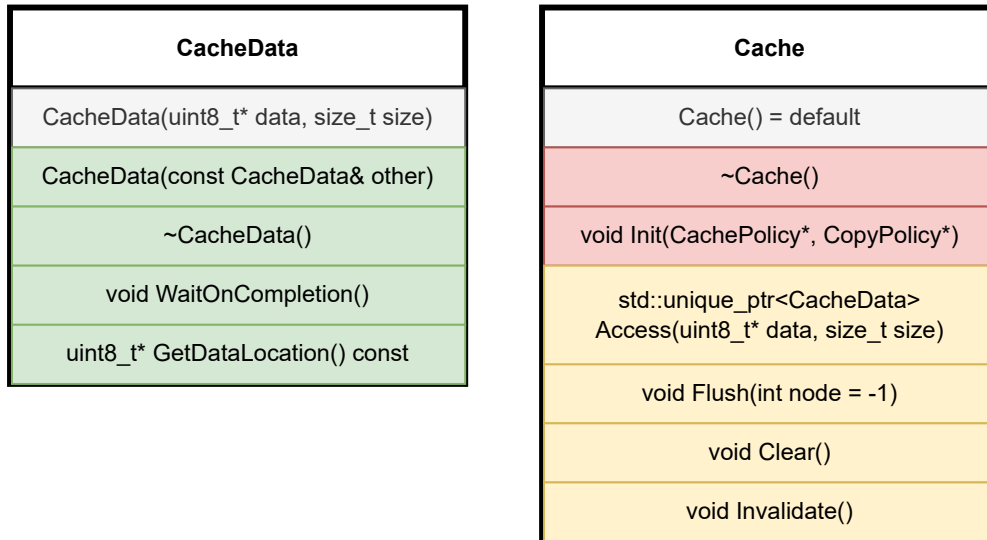 CacheData
CacheData(uint8_t* data, size_t size)
CacheData(const CacheData& other)
~CacheData()
void WaitOnCompletion()
uint8_t* GetDataLocation() const
Cache
Cache() = default
~Cache()
void Init(CachePolicy*, CopyPolicy*)
std::unique_ptr<CacheData>
Access(uint8_t* data, size_t size)
void Flush(int node = -1)
void Clear()
void Invalidate()